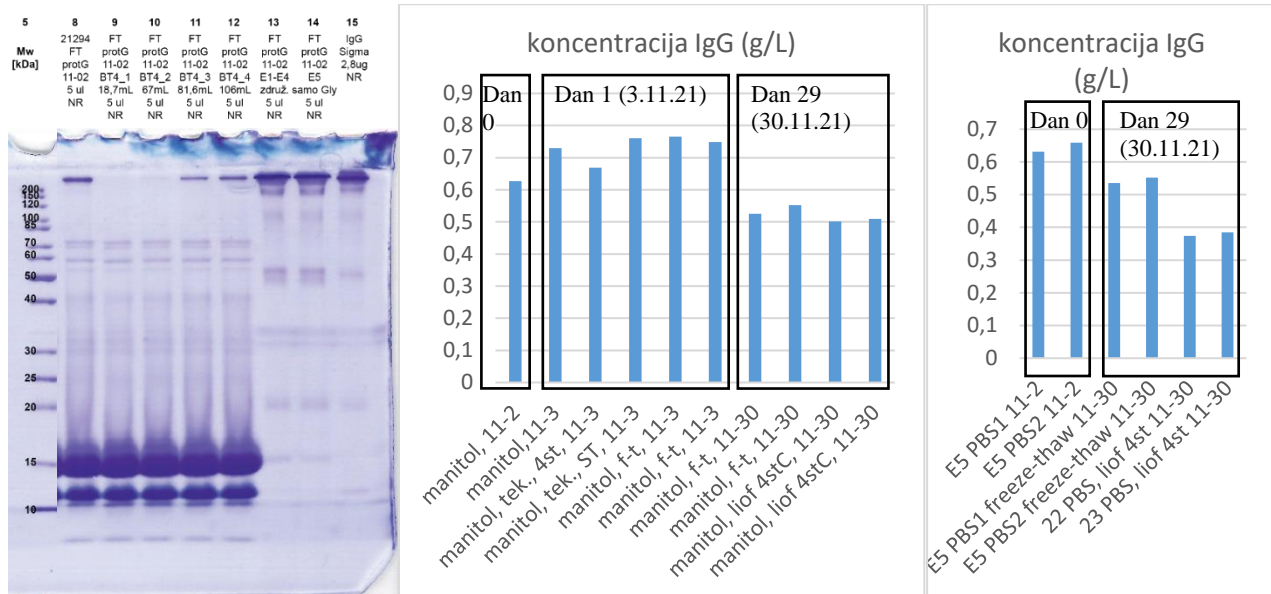 5 8 9 10 11 12 13 14 15
Mw
[kDa]
21294
FT
protG
11-02
5 ul
NR
FT
protG
11-02
BT4_1
18,7mL
5 ul
NR
FT
protG
11-02
BT4_2
67mL
5 ul
NR
FT
protG
11-02
BT4_3
81,6mL
5 ul
NR
FT
protG
11-02
BT4_4
106mL
5 ul
NR
FT
protG
11-02
E1-E4
združ.
5 ul
NR
FT
protG
11-02
E5
samo Gly
5 ul
NR
IgG
Sigma
2,8ug
NR
200
150
120
100
85
70
60
50
40
30
25
20
15
10
koncentracija IgG (g/L)
Dan
0
Dan 1 (3.11.21)
Dan 29
(30.11.21)
0,9
0,8
0,7
0,6
0,5
0,4
0,3
0,2
0,1
0
manitol, 11-2
manitol,11-3
manitol, tek., 4st, 11-3
manitol, tek., ST, 11-3
manitol, f-t, 11-3
manitol, f-t, 11-3
manitol, f-t, 11-30
manitol, f-t, 11-30
manitol, liof 4stC, 11-30
manitol, liof 4stC, 11-30
koncentracija IgG
(g/L)
Dan 0
Dan 29
(30.11.21)
0,7
0,6
0,5
0,4
0,3
0,2
0,1
0
E5 PBS1 11-2
E5 PBS2 11-2
E5 PBS1 freeze-thaw 11-30
E5 PBS2 freeze-thaw 11-30
22 PBS, liof 4st 11-30
23 PBS, liof 4st 11-30